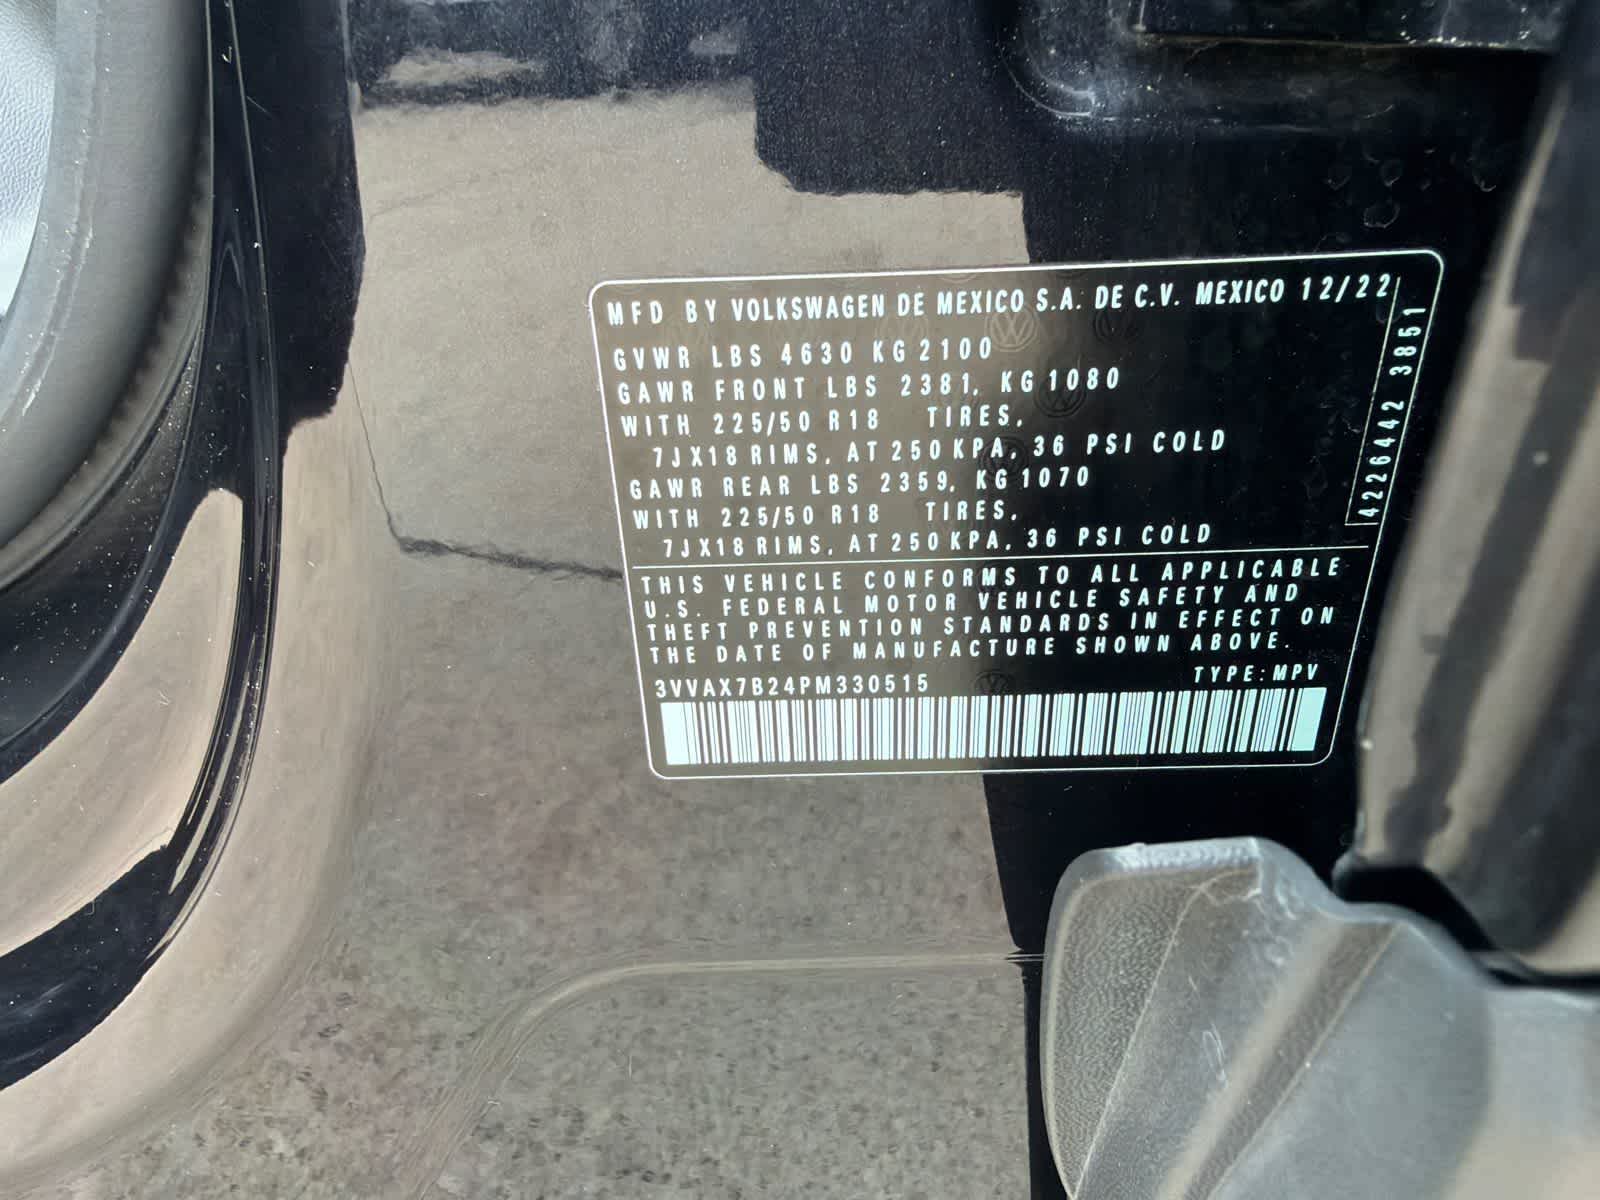 MFD BY VOLKSWAGEN DE MEXICO S.A. DE C.V. MEXICO 12/22
GVWR LBS 4630 KG 2100
GAWR FRONT LBS 2381, KG 1080
WITH 225/50 R18 TIRES,
7JX18 RIMS, AT 250 KPA, 36 PSI COLD
GAWR REAR LBS 2359, KG 1070
WITH 225/50 R18 TIRES,
7JX18 RIMS, AT 250 KPA, 36 PSI COLD
4226442 3851
THIS VEHICLE CONFORMS TO ALL APPLICABLE
U.S. FEDERAL MOTOR VEHICLE SAFETY AND
THEFT PREVENTION STANDARDS IN EFFECT ON
THE DATE OF MANUFACTURE SHOWN ABOVE.
3VVAX7B24PM330515 TYPE: MPV